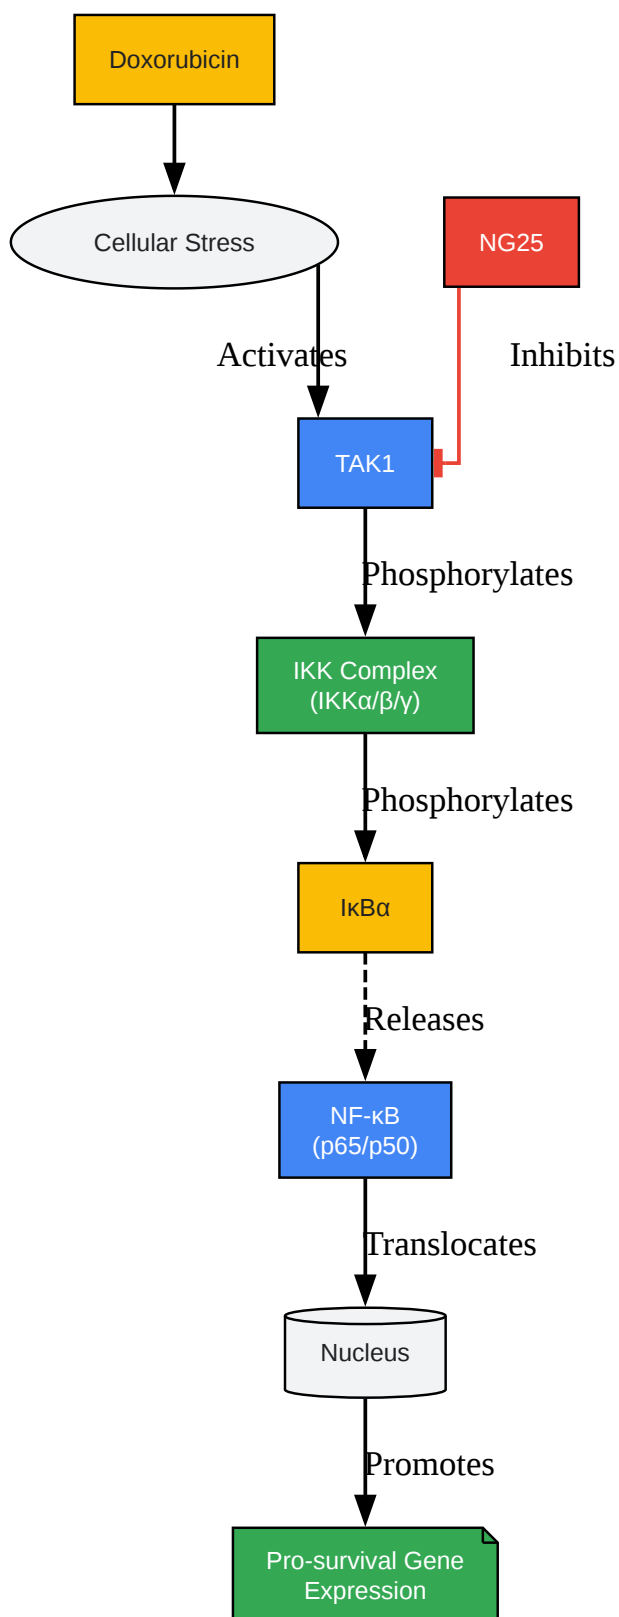 Doxorubicin
Cellular Stress
NG25
Activates
Inhibits
TAK1
Phosphorylates
IKK Complex
(IKKα/β/γ)
Phosphorylates
IκBα
Releases
NF-κB
(p65/p50)
Translocates
Nucleus
Promotes
Pro-survival Gene
Expression